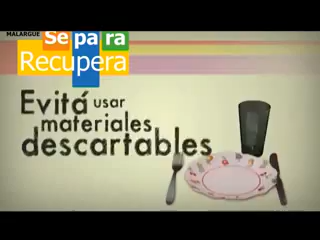 MALARGUE
Separa
Recupera
Evitá usar
materiales
descartables